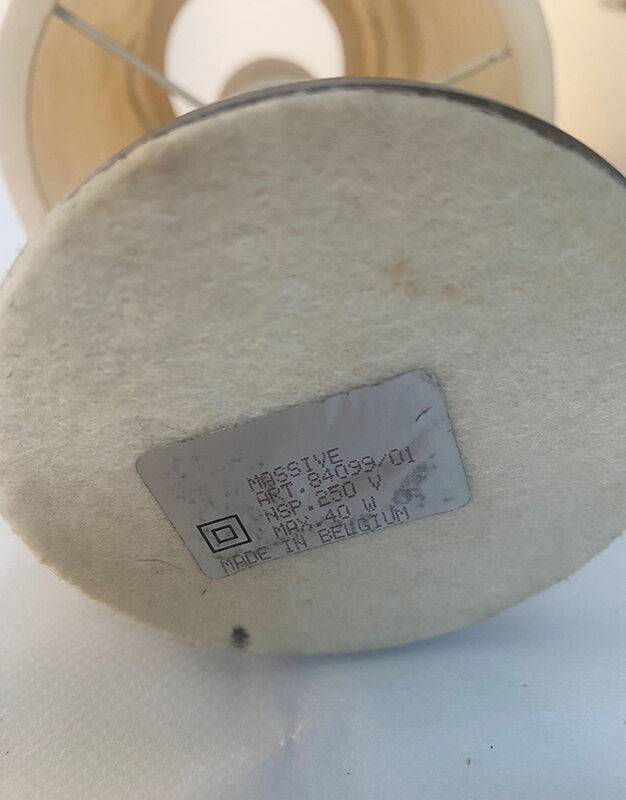 MASSIVE
ART.84099/01
NSP.250 V
MAX.40 W
MADE IN BELGIUM